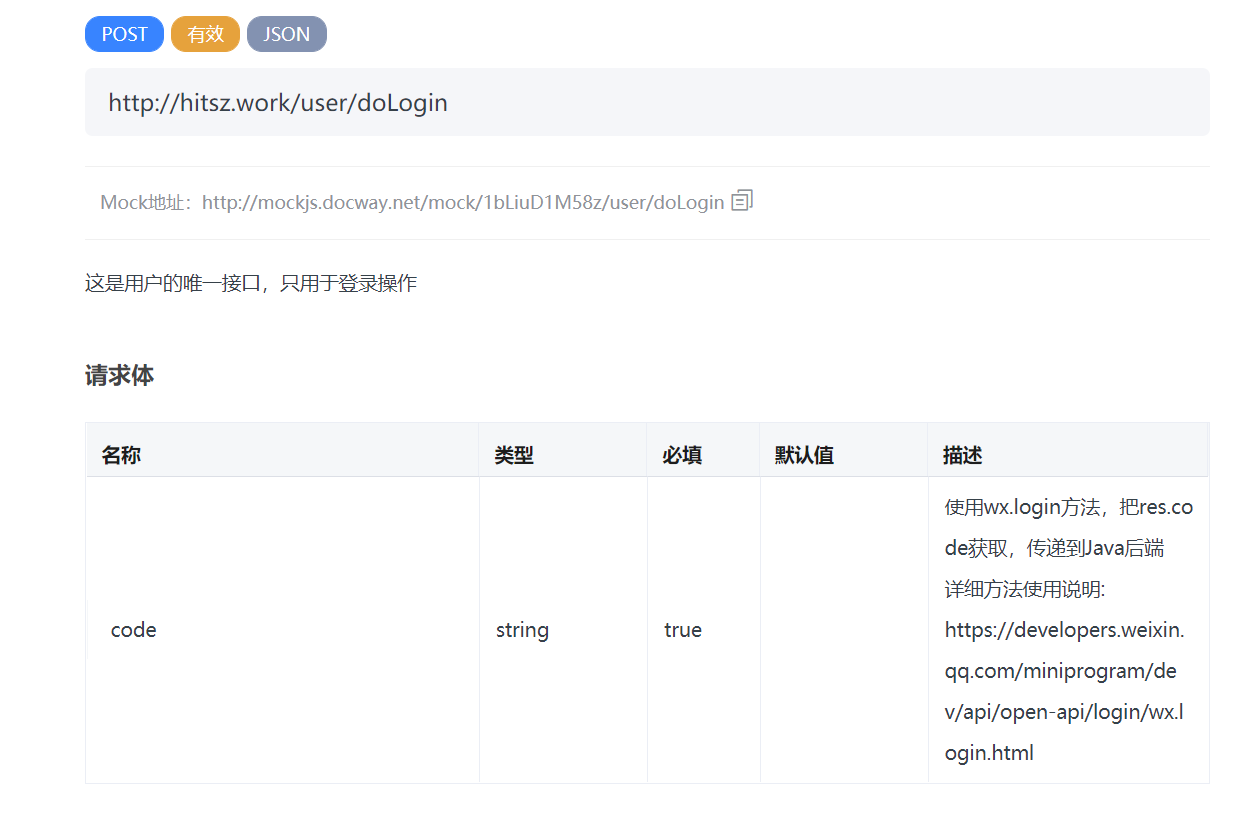 POST 有效 JSON
http://hitsz.work/user/doLogin
Mock地址：http://mockjs.docway.net/mock/1bLiuD1M58z/user/doLogin
这是用户的唯一接口，只用于登录操作
请求体
名称 类型 必填 默认值 描述
使用wx.login方法，把res.co
de获取，传递到Java后端
详细方法使用说明:
code string true https://developers.weixin.
qq.com/miniprogram/de
v/api/open-api/login/wx.l
ogin.html